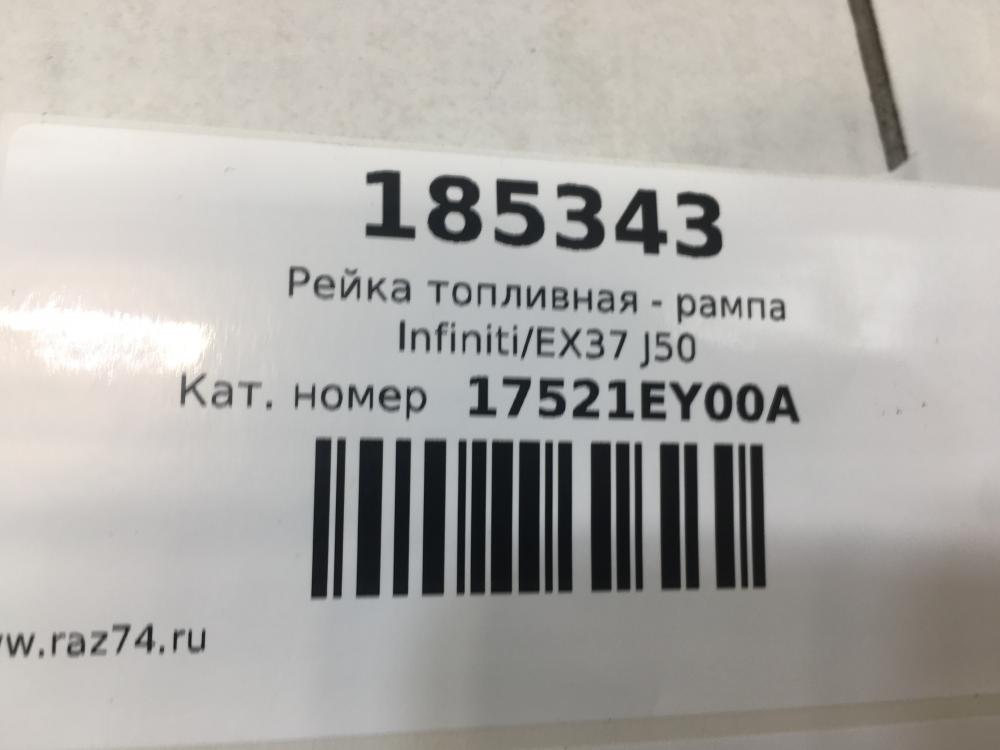 185343
Рейка топливная - рампа
Infiniti/EX37 J50
Кат. номер 17521EY00A
w.raz74.ru